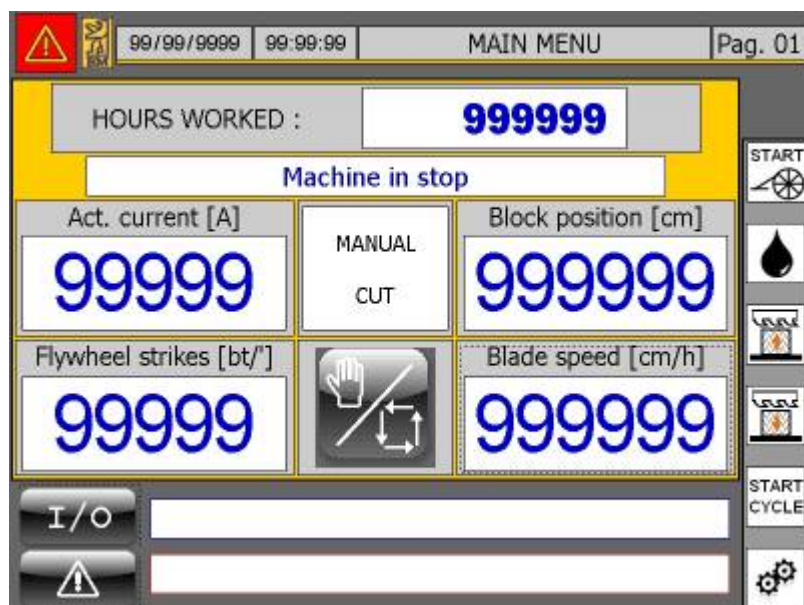 99/99/9999 99:99:99 MAIN MENU Pag. 01
HOURS WORKED : 999999
Machine in stop
Act. current [A]
99999
MANUAL
CUT
Block position [cm]
999999
Flywheel strikes [bt/']
99999
Blade speed [cm/h]
999999
I/O
START
START
CYCLE